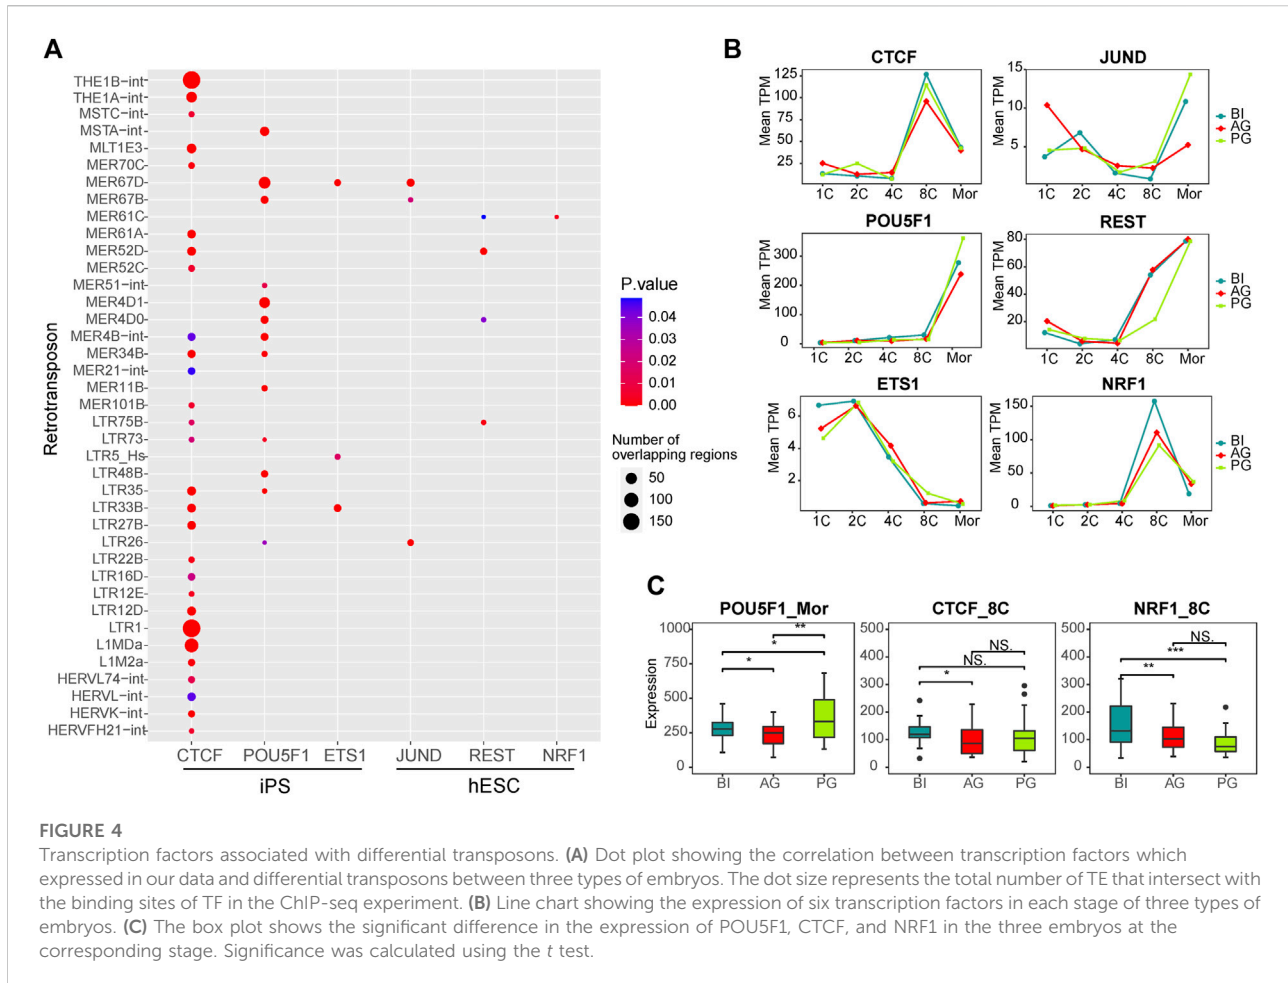 A
Retrotransposon
THE1B-int
THE1A-int
MSTC-int
MSTA-int
MLT1E3
MER70C
MER67D
MER67B
MER61C
MER61A
MER52D
MER52C
MER51-int
MER4D1
MER4D0
MER4B-int
MER34B
MER21-int
MER11B
MER101B
LTR75B
LTR73
LTR5_Hs
LTR48B
LTR35
LTR33B
LTR27B
LTR26
LTR22B
LTR16D
LTR12E
LTR12D
LTR1
L1MDa
L1M2a
HERVL74-int
HERVL-int
HERVK-int
HERVFH21-int
CTCF POU5F1 ETS1 JUND REST NRF1
iPS hESC
P.value
0.04
0.03
0.02
0.01
0.00
Number of
overlapping regions
50
100
150
B
CTCF
Mean TPM
125
100
75
50
25
1C 2C 4C 8C Mor
JUND
Mean TPM
15
10
5
1C 2C 4C 8C Mor
BI
AG
PG
POU5F1
Mean TPM
300
200
100
0
1C 2C 4C 8C Mor
REST
Mean TPM
80
60
40
20
1C 2C 4C 8C Mor
BI
AG
PG
ETS1
Mean TPM
6
4
2
1C 2C 4C 8C Mor
NRF1
Mean TPM
150
100
50
0
1C 2C 4C 8C Mor
BI
AG
PG
C
POU5F1_Mor
Expression
1000
750
500
250
0
**
*
*
BI AG PG
CTCF_8C
500
400
300
200
100
0
NS.
NS.
*
BI AG PG
NRF1_8C
500
400
300
200
100
0
NS.
***
**
BI AG PG
FIGURE 4
Transcription factors associated with differential transposons. (A) Dot plot showing the correlation between transcription factors which
expressed in our data and differential transposons between three types of embryos. The dot size represents the total number of TE that intersect with
the binding sites of TF in the ChIP-seq experiment. (B) Line chart showing the expression of six transcription factors in each stage of three types of
embryos. (C) The box plot shows the significant difference in the expression of POU5F1, CTCF, and NRF1 in the three embryos at the
corresponding stage. Significance was calculated using the t test.